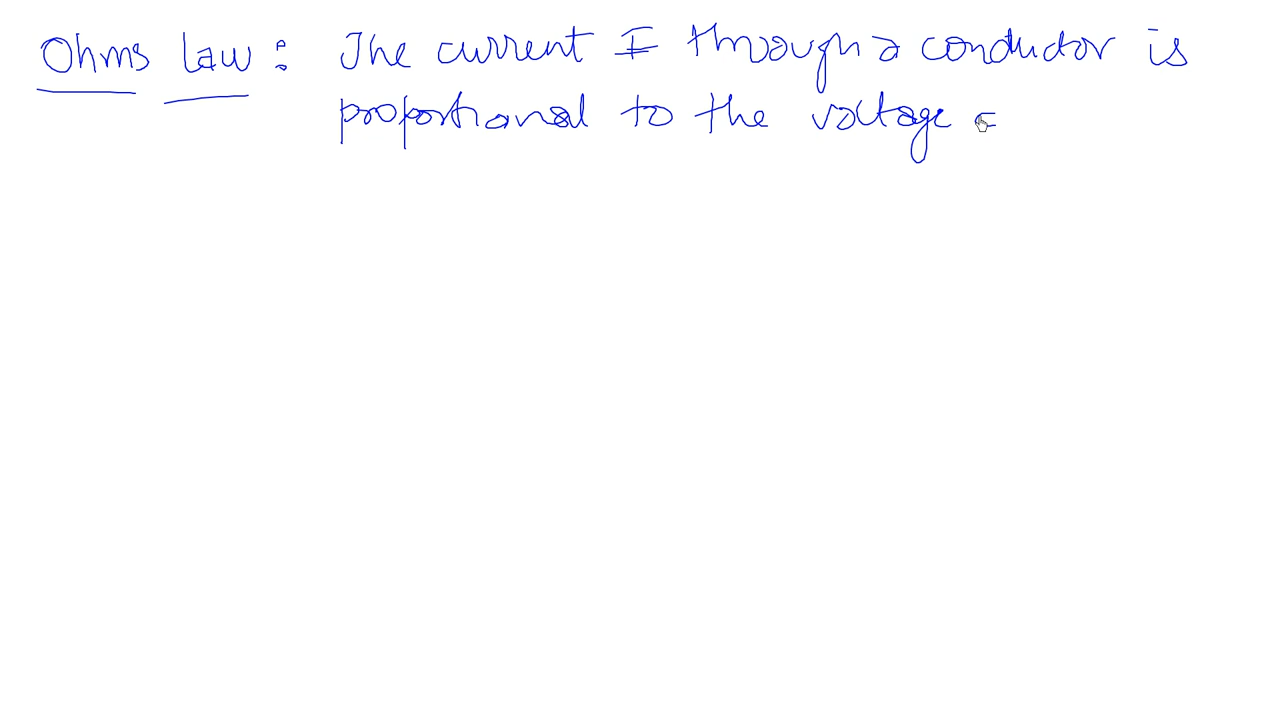 Ohms Law: The current I through a conductor is
proportional to the voltage